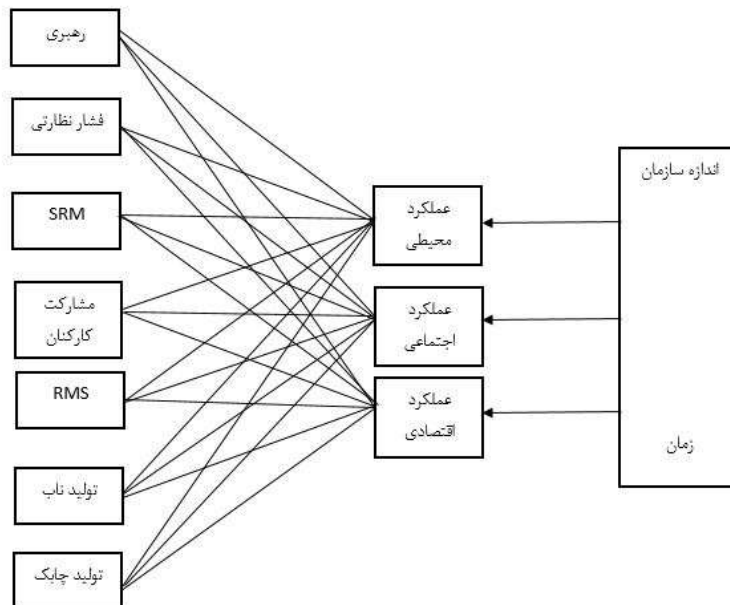 رهبری
فشار نظارتی
SRM
مشارکت
کارکنان
RMS
تولید ناب
تولید چابک
عملکرد
محیطی
عملکرد
اجتماعی
عملکرد
اقتصادی
اندازه سازمان
زمان